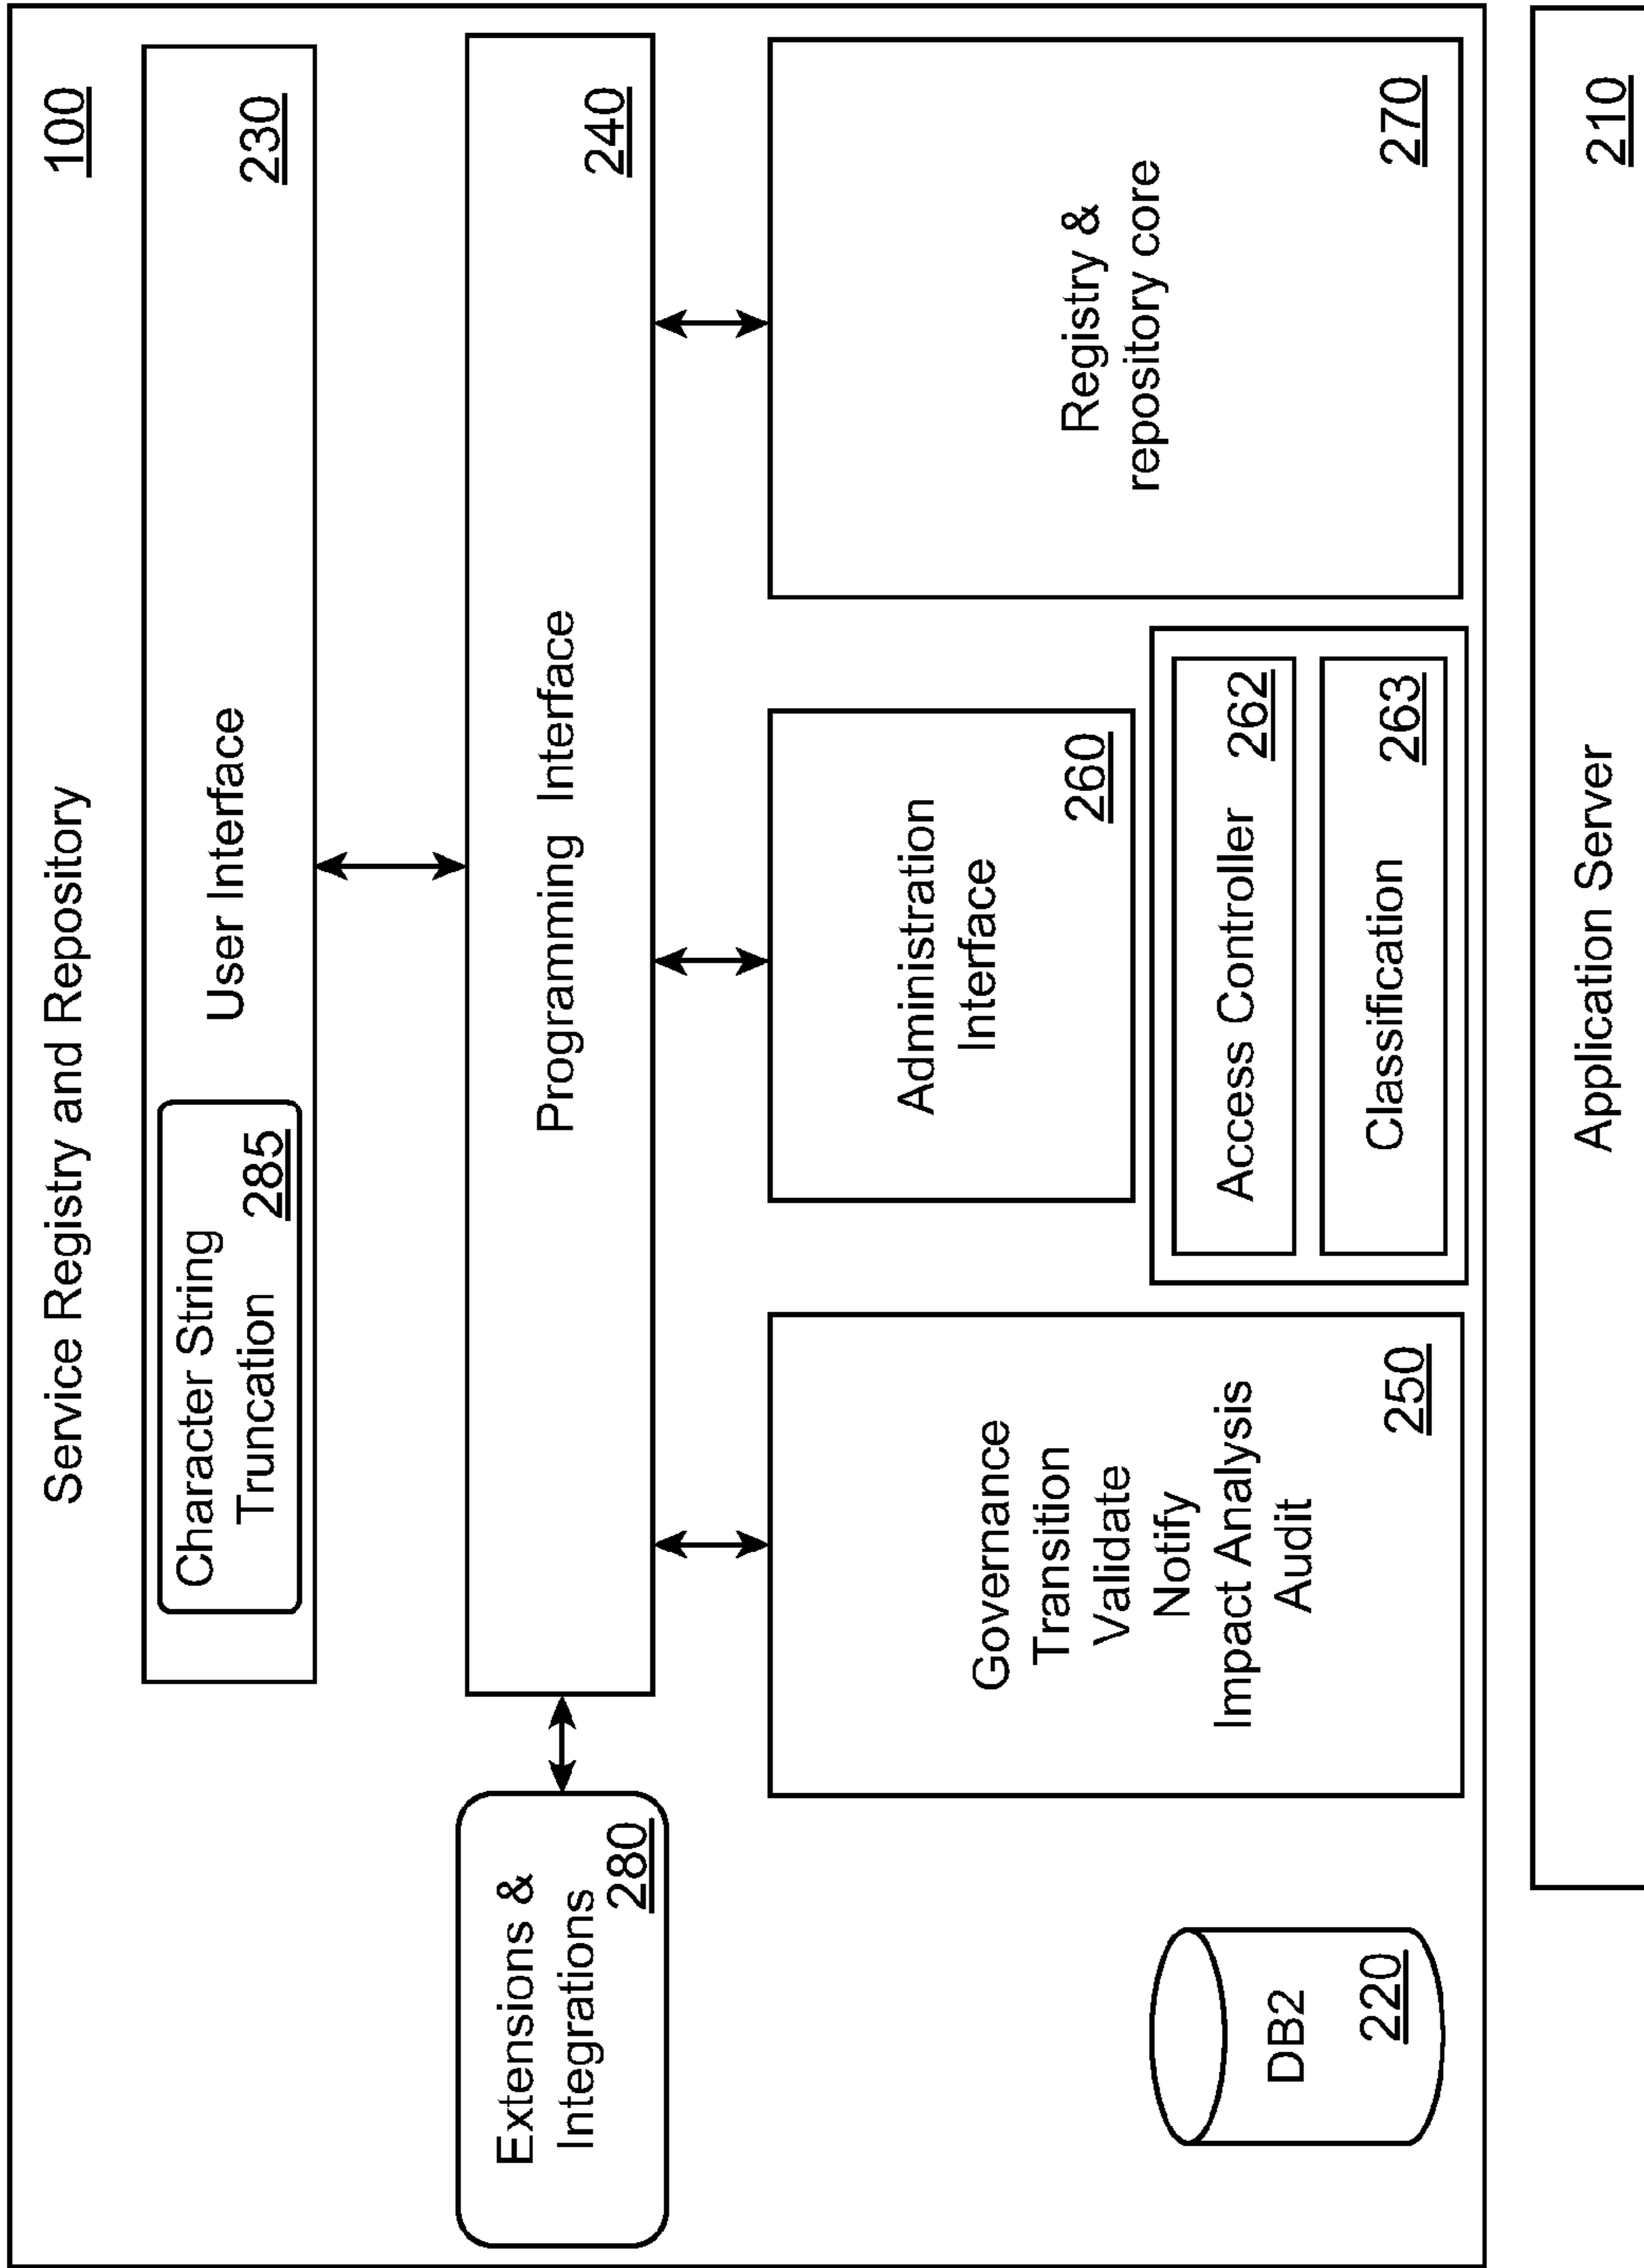 Service Registry and Repository
100
Character String
Truncation
285
User Interface
230
Extensions &
Integrations
280
Programming Interface
240
DB2
220
Governance
Transition
Validate
Notify
Impact Analysis
Audit
250
Administration
Interface
260
Access Controller
262
Classification
263
Registry &
repository core
270
Application Server
210